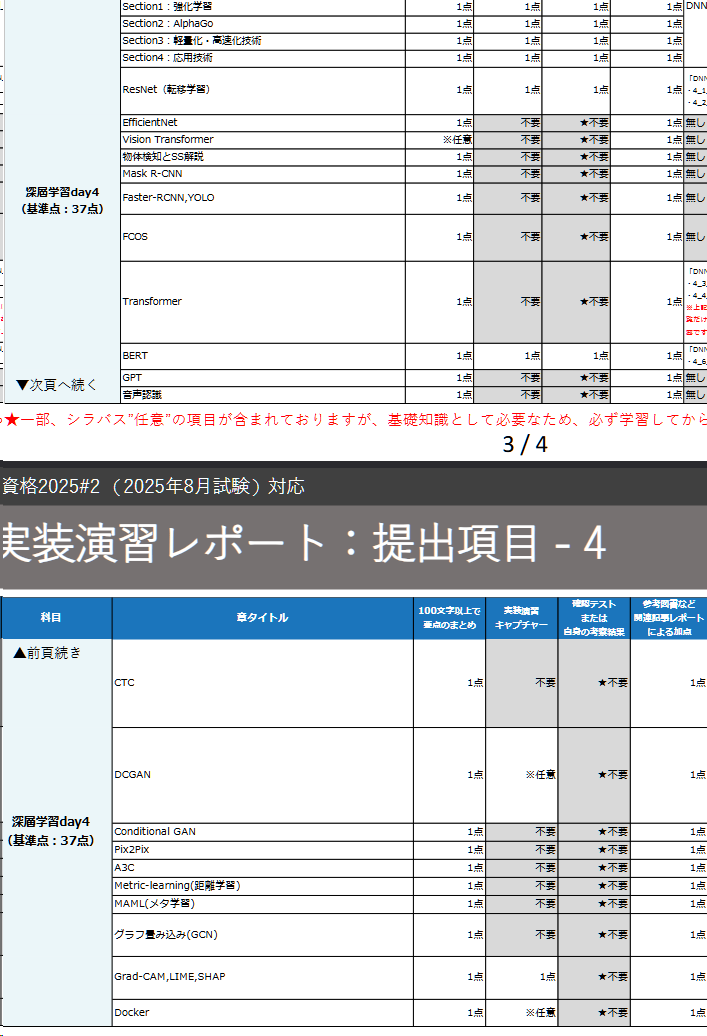 Section1：強化学習 1点 1点 1点 1点 DNN
Section2：AlphaGo 1点 1点 1点 1点
Section3：軽量化・高速化技術 1点 1点 1点 1点
Section4：応用技術 1点 1点 1点 1点
ResNet（転移学習） 1点 1点 1点 1点
「DNN
・4_1
・4_2
EfficientNet 1点 不要 ★不要 1点 無し
Vision Transformer ※任意 不要 ★不要 1点 無し
物体検知とSS解説 1点 不要 ★不要 1点 無し
Mask R-CNN 1点 不要 ★不要 1点 無し
深層学習day4
（基準点：37点）
Faster-RCNN,YOLO 1点 不要 ★不要 1点 無し
FCOS 1点 不要 ★不要 1点 無し
Transformer 1点 不要 ★不要 1点
「DNN
・4_3
・4_4
※上記
BERT 1点 1点 1点 1点
「DNN
・4_6
GPT 1点 不要 ★不要 1点 無し
▼次頁へ続く
音声認識 1点 不要 ★不要 1点 無し
★一部、シラバス”任意”の項目が含まれておりますが、基礎知識として必要なため、必ず学習してから
3 / 4
資格2025#2 （2025年8月試験）対応
実装演習レポート：提出項目 - 4
科目 章タイトル
100文字以上で
要点のまとめ
実装演習
キャプチャー
確認テスト
または
自身の考察結果
参考図書など
関連記事レポート
による加点
▲前頁続き
CTC 1点 不要 ★不要 1点
DCGAN 1点 ※任意 ★不要 1点
深層学習day4
（基準点：37点）
Conditional GAN 1点 不要 ★不要 1点
Pix2Pix 1点 不要 ★不要 1点
A3C 1点 不要 ★不要 1点
Metric-learning(距離学習) 1点 不要 ★不要 1点
MAML(メタ学習) 1点 不要 ★不要 1点
グラフ畳み込み(GCN) 1点 不要 ★不要 1点
Grad-CAM,LIME,SHAP 1点 1点 ★不要 1点
Docker 1点 ※任意 ★不要 1点